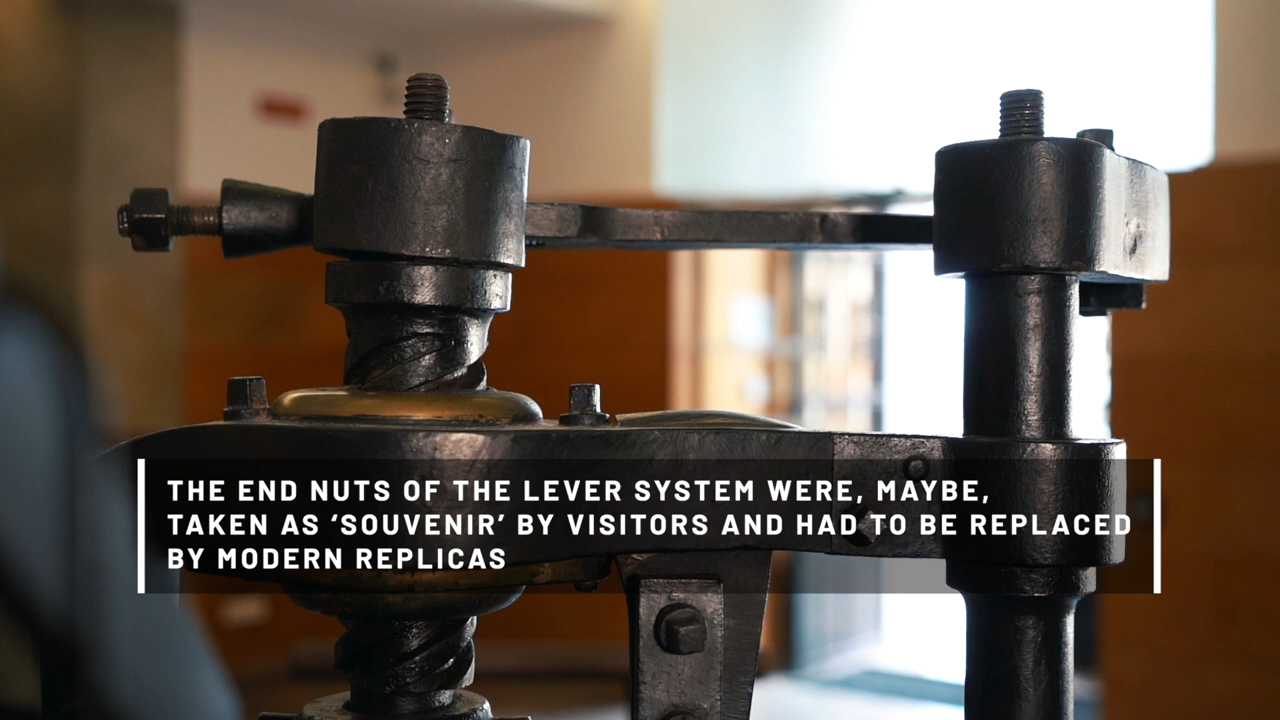 THE END NUTS OF THE LEVER SYSTEM WERE, MAYBE,
TAKEN AS ‘SOUVENIR’ BY VISITORS AND HAD TO BE REPLACED
BY MODERN REPLICAS